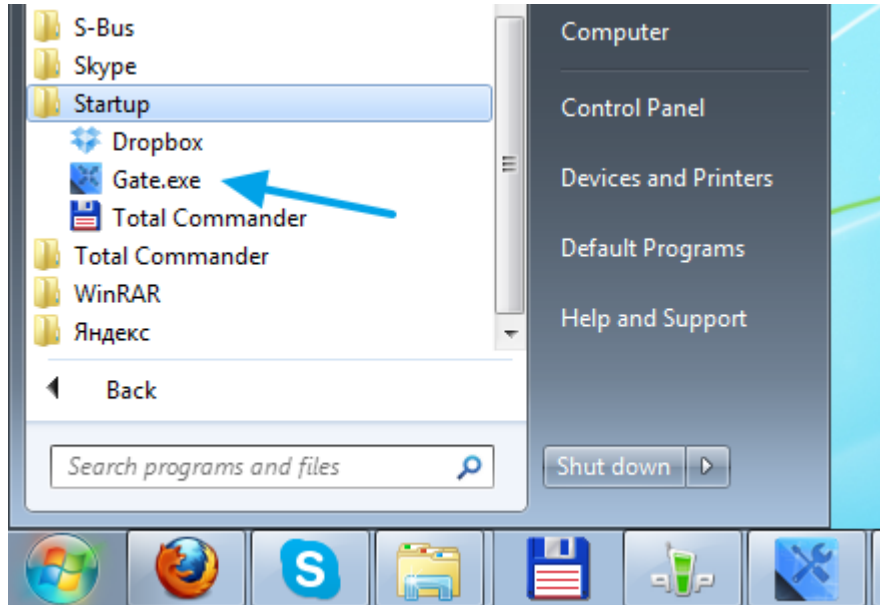 S-Bus
Skype
Startup
Dropbox
Gate.exe
Total Commander
Total Commander
WinRAR
Яндекс
Back
Search programs and files
Computer
Control Panel
Devices and Printers
Default Programs
Help and Support
Shut down